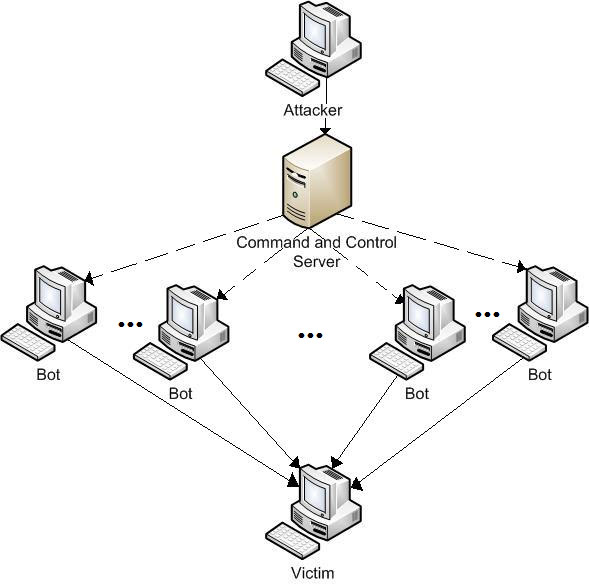 Attacker
Command and Control
Server
Bot
Bot
Bot
Bot
Victim